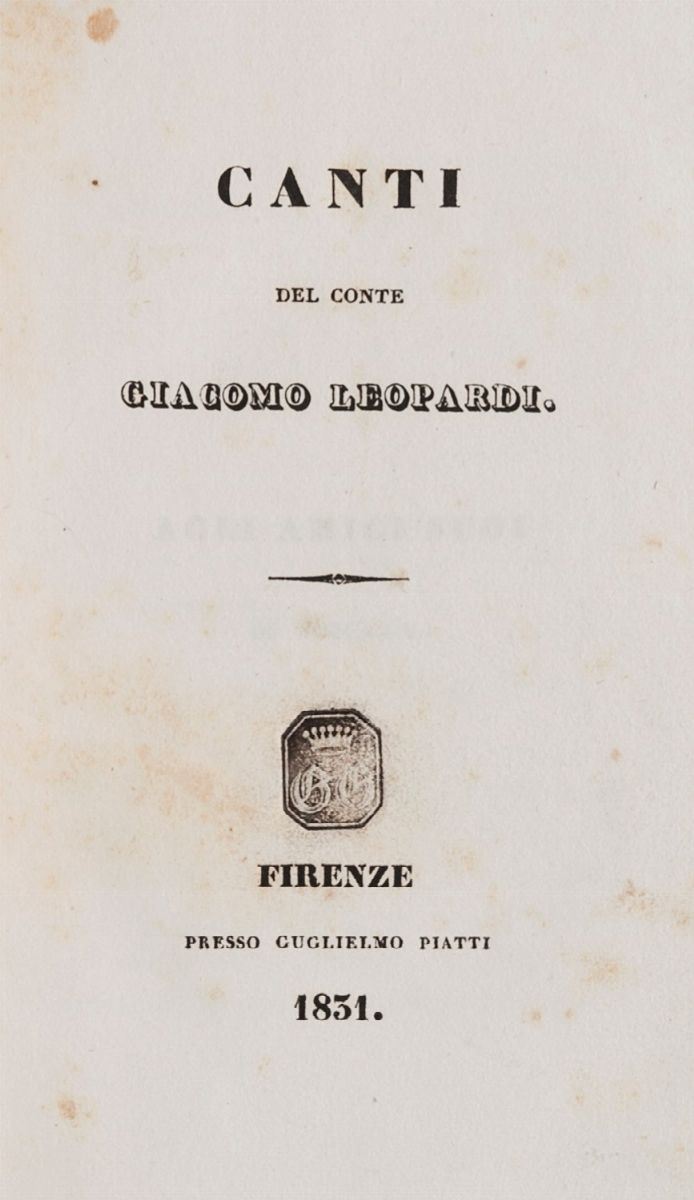 CANTI
DEL CONTE
GIACOMO LEOPARDI.
FIRENZE
PRESSO GUGLIELMO PIATTI
1831.